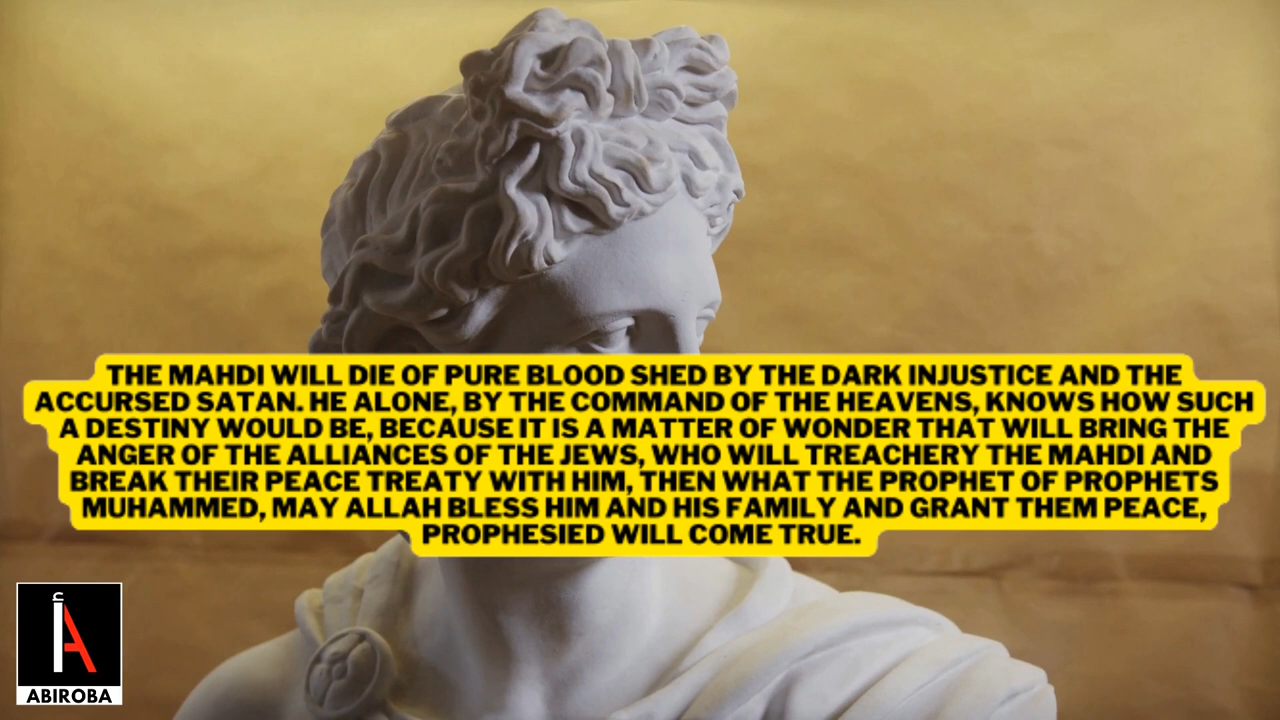 THE MAHDI WILL DIE OF PURE BLOOD SHED BY THE DARK INJUSTICE AND THE
ACCURSED SATAN. HE ALONE, BY THE COMMAND OF THE HEAVENS, KNOWS HOW SUCH
A DESTINY WOULD BE, BECAUSE IT IS A MATTER OF WONDER THAT WILL BRING THE
ANGER OF THE ALLIANCES OF THE JEWS, WHO WILL TREACHERY THE MAHDI AND
BREAK THEIR PEACE TREATY WITH HIM, THEN WHAT THE PROPHET OF PROPHETS
MUHAMMED, MAY ALLAH BLESS HIM AND HIS FAMILY AND GRANT THEM PEACE,
PROPHESIED WILL COME TRUE.
أA
ABIROBA